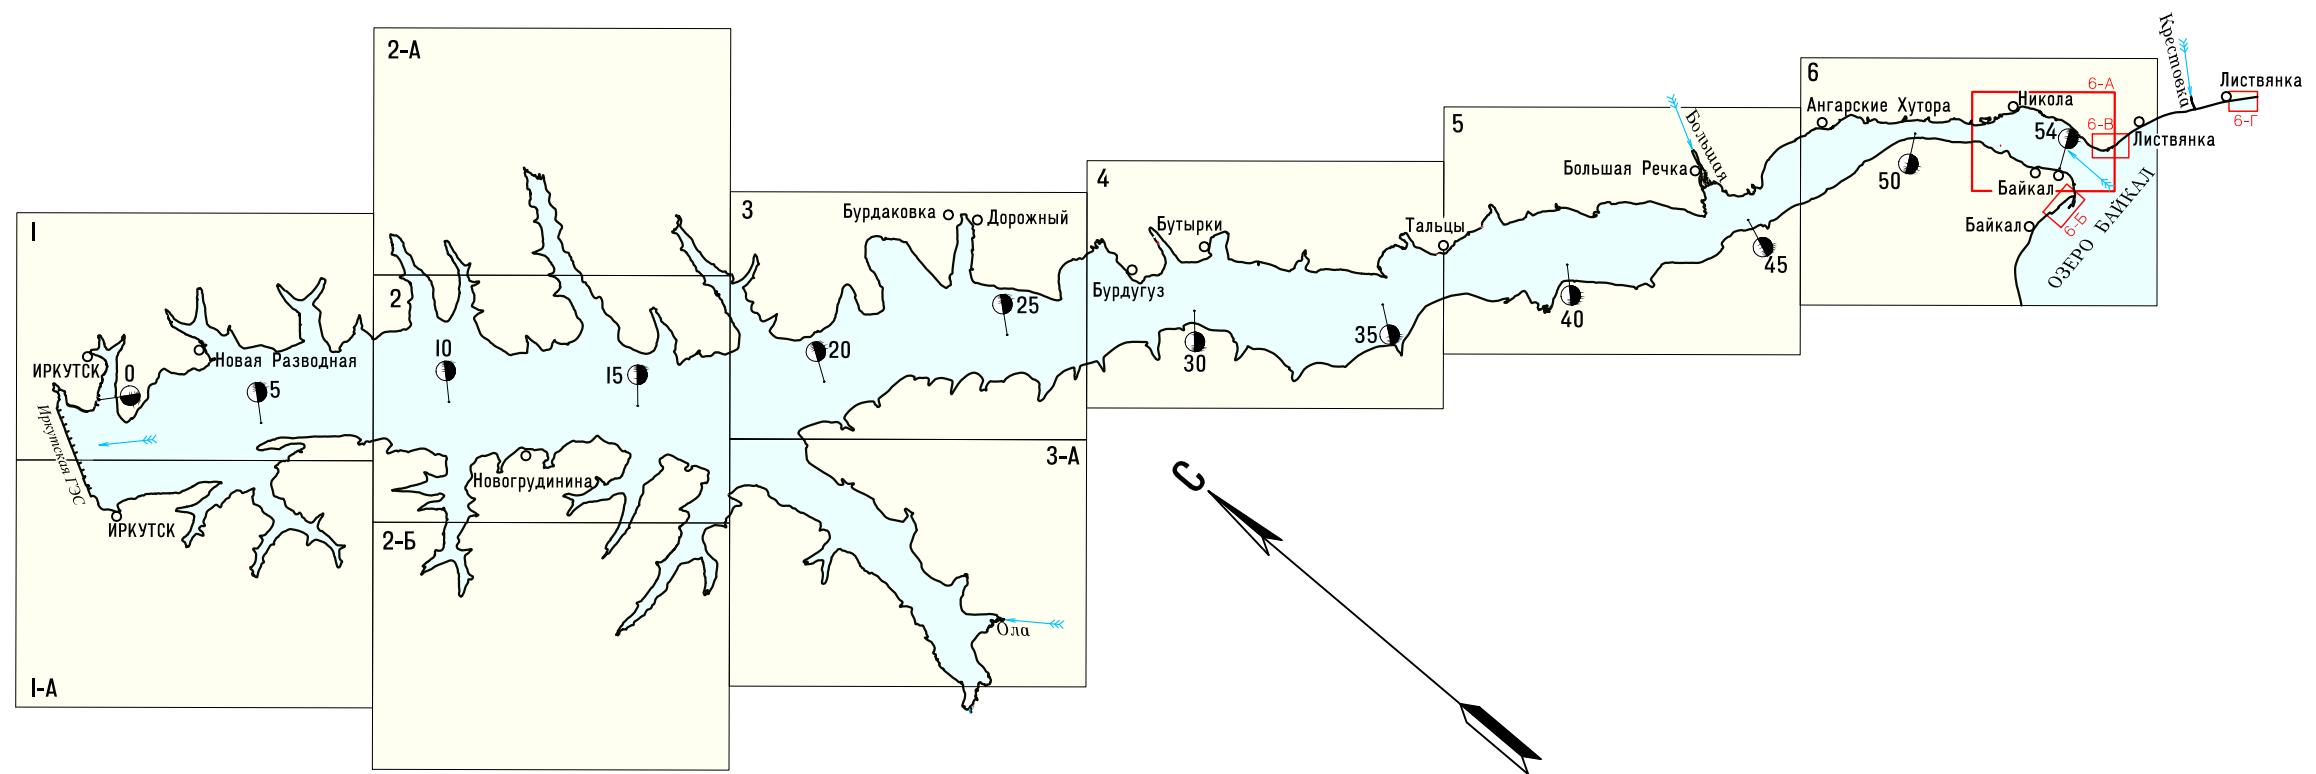 2-А
6
6-А
Крестовка
Листвянка
6-Г
Ангарские Хутора
Никола
54
6-В
Листвянка
5
Большая
Большая Речка
50
Байкал
Байкал
6-Б
ОЗЕРО БАЙКАЛ
45
4
Тальцы
40
Бутырки
Бурдугуз
35
30
3
Бурдаковка
Дорожный
25
20
1
2
10
15
ИРКУТСК
0
Новая Разводная
5
Иркутская ГЭС
ИРКУТСК
Новогрудинина
3-А
2-Б
Ола
1-А
С